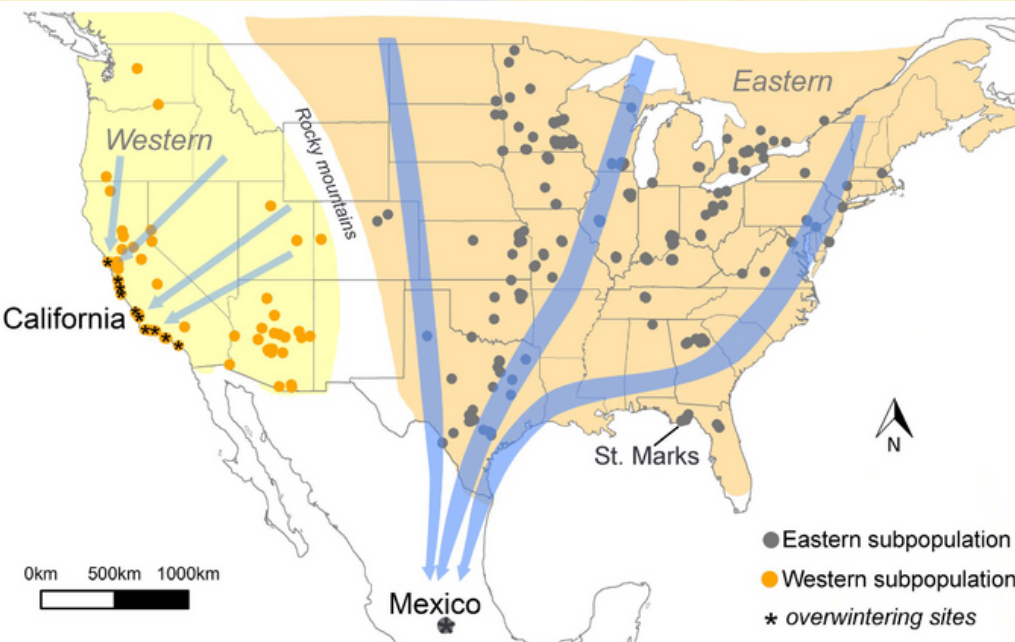 Eastern
Western
Rocky mountains
California
St. Marks
N
Eastern subpopulation
Western subpopulation
* overwintering sites
0km 500km 1000km
Mexico